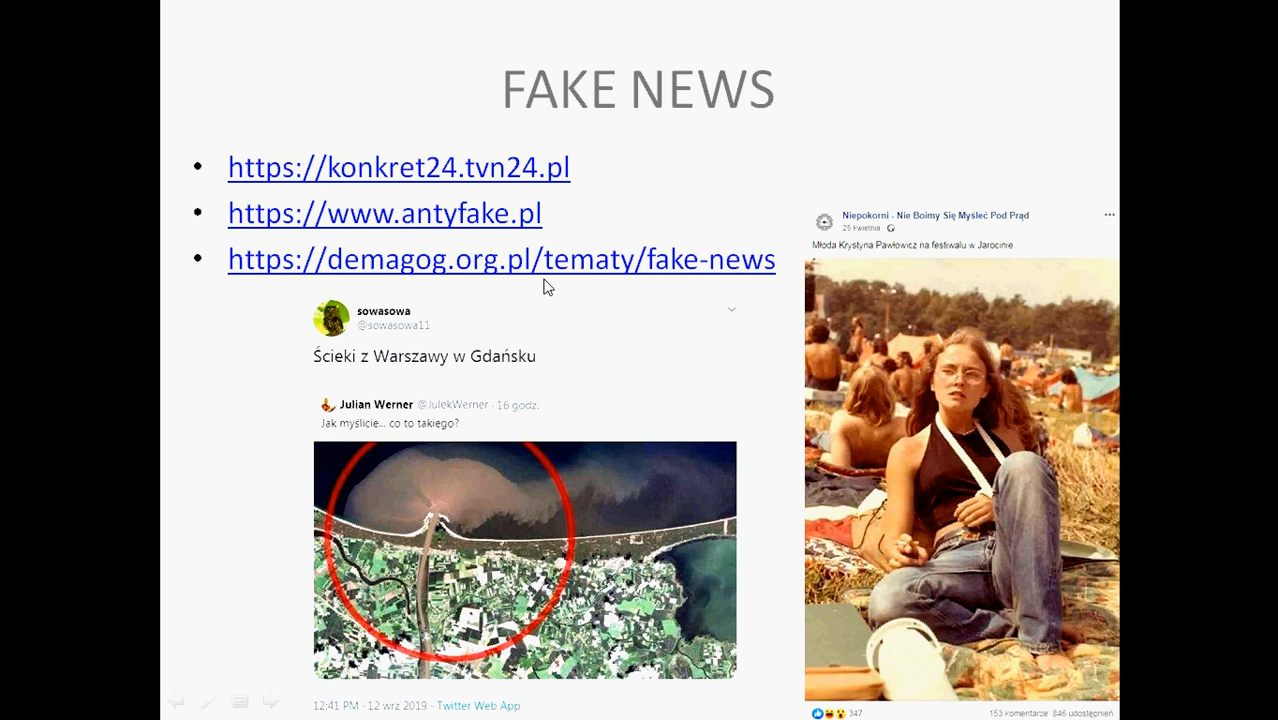 FAKE NEWS
• https://konkret24.tvn24.pl
• https://www.antyfake.pl
• https://demagog.org.pl/tematy/fake-news
sowasowa
@sowasowa11
Ścieki z Warszawy w Gdańsku
Julian Werner @JulekWerner · 16 godz.
Jak myślicie... co to takiego?
12:41 PM · 12 wrz 2019 · Twitter Web App
Niepokorni - Nie Boimy Się Myśleć Pod Prąd
25 kwietnia
Młoda Krystyna Pawłowicz na festiwalu w Jarocinie.
347 153 komentarze 846 udostępnień